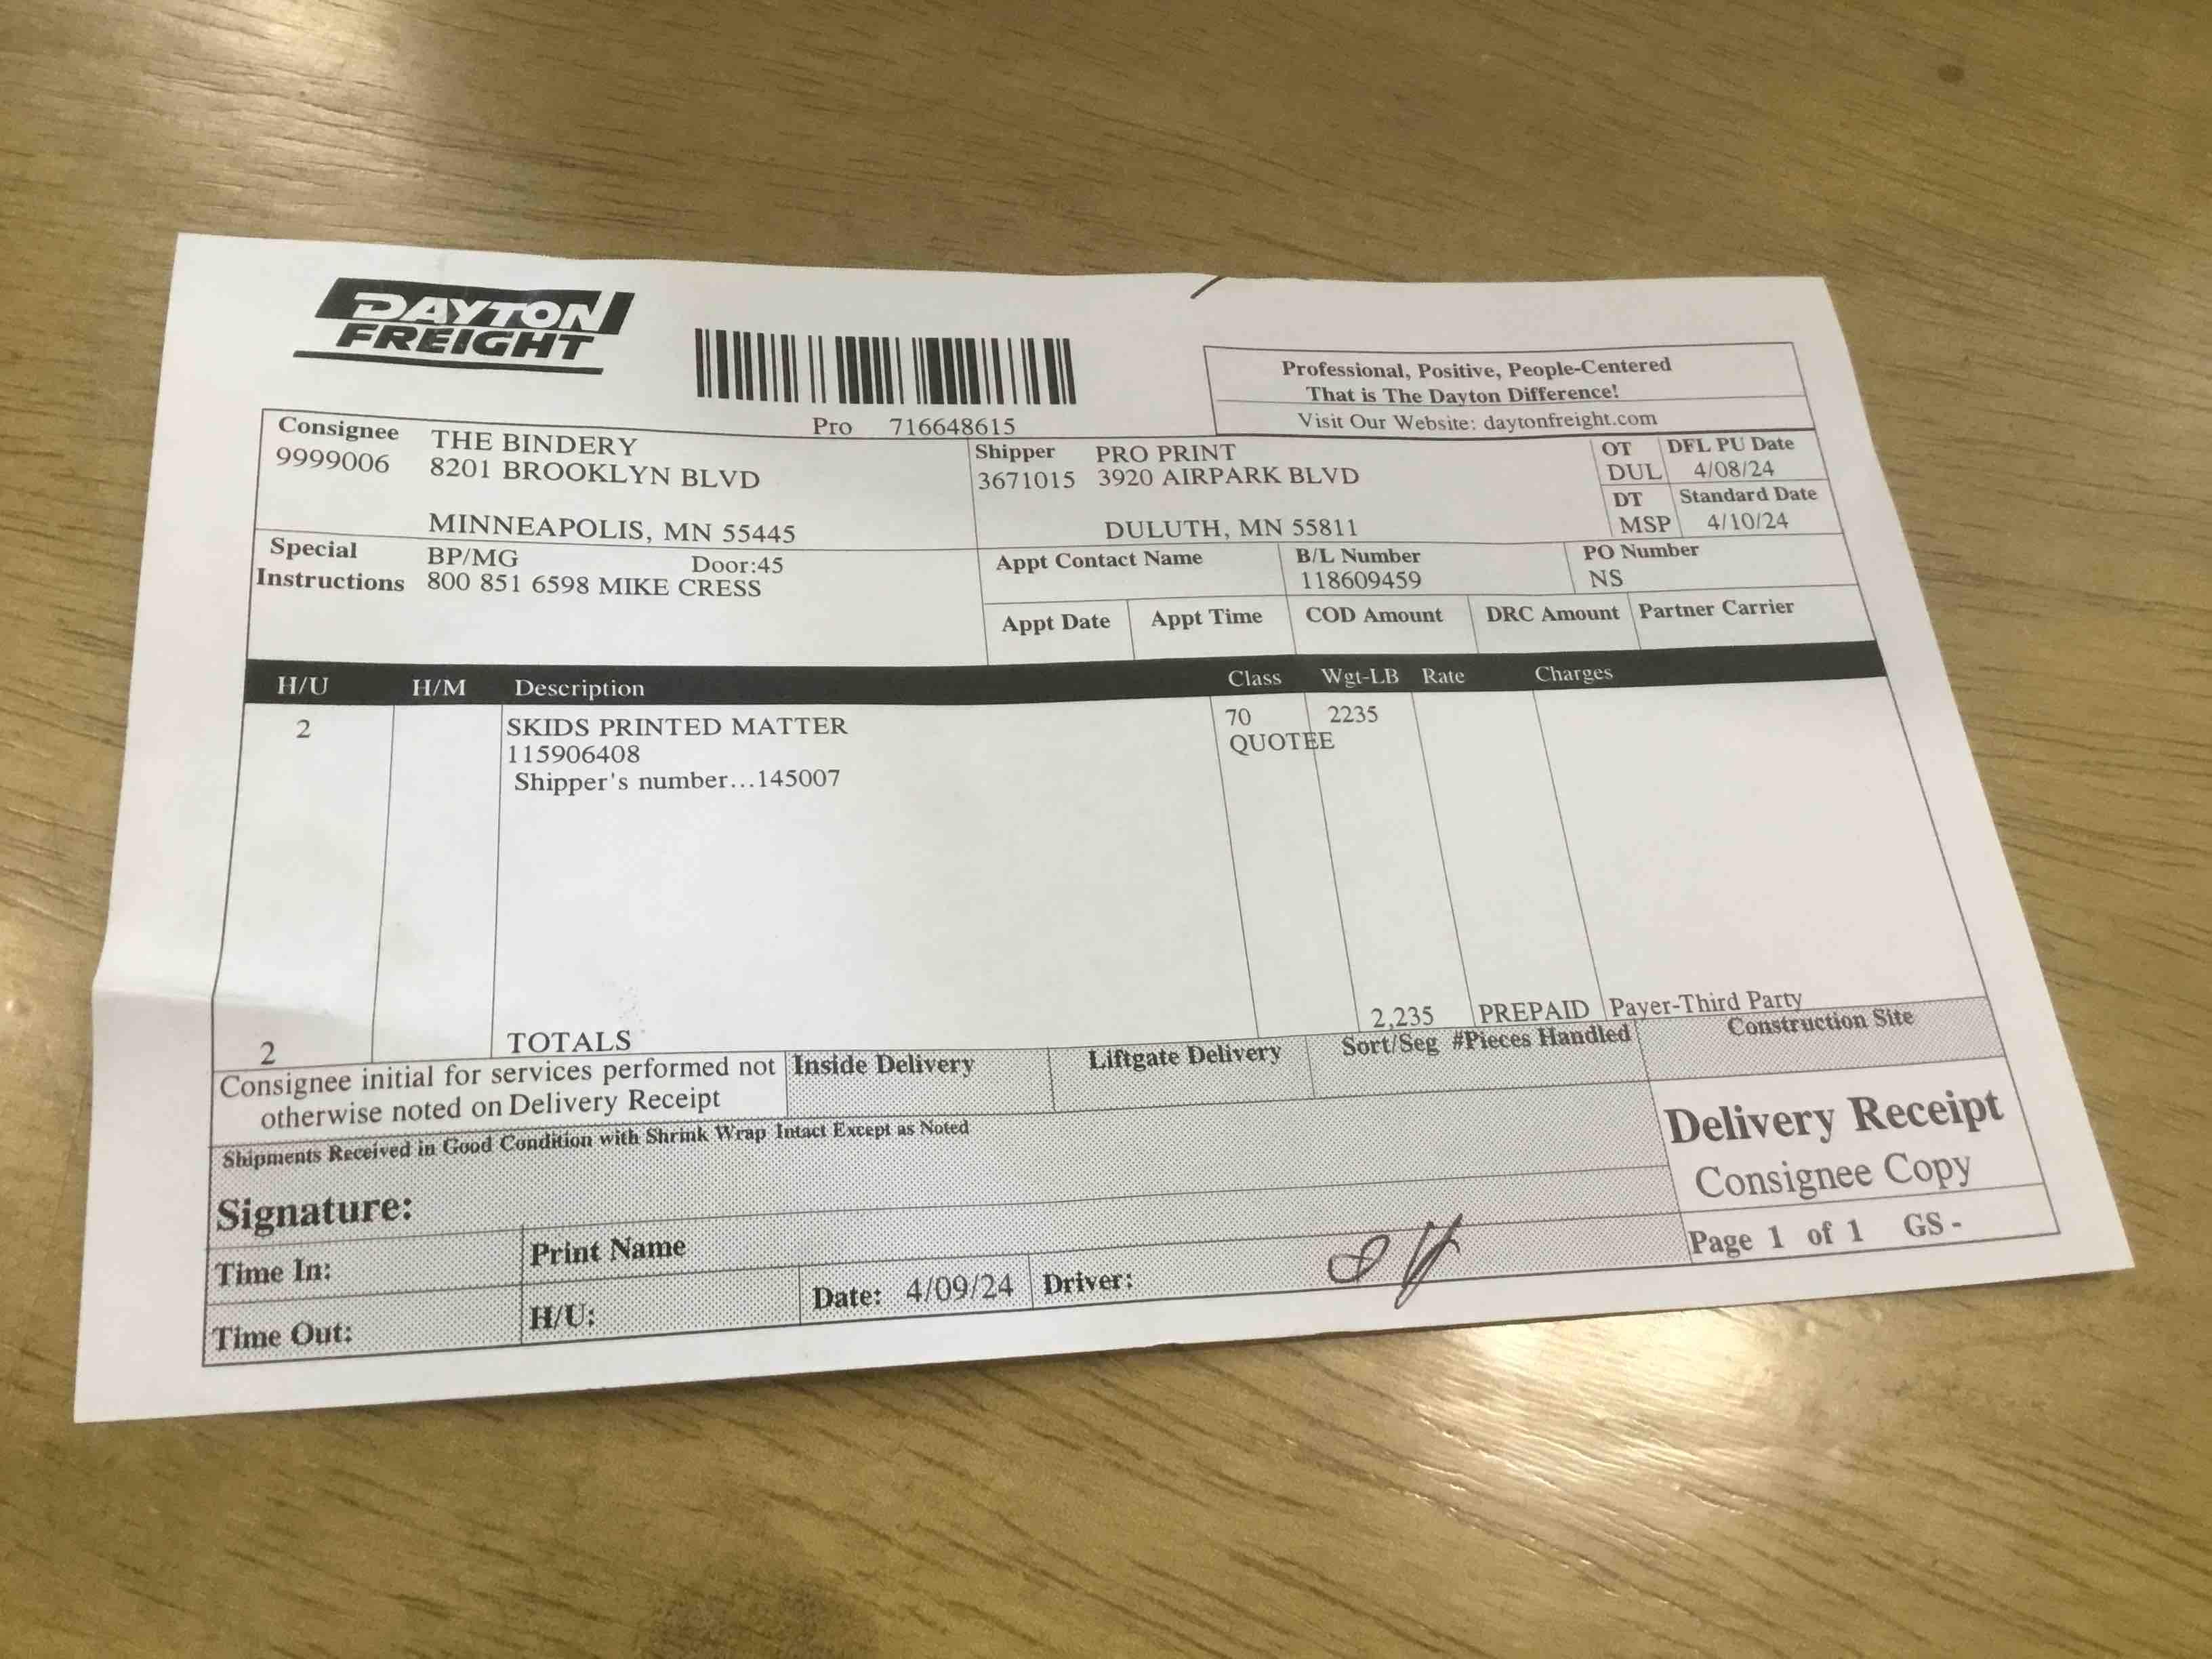 DAYTON
FREIGHT
Pro 716648615
Professional, Positive, People-Centered
That is The Dayton Difference!
Visit Our Website: daytonfreight.com
Consignee THE BINDERY
9999006 8201 BROOKLYN BLVD
MINNEAPOLIS, MN 55445
Shipper PRO PRINT
3671015 3920 AIRPARK BLVD
DULUTH, MN 55811
OT DFL PU Date
DUL 4/08/24
DT Standard Date
MSP 4/10/24
Special BP/MG Door:45
Instructions 800 851 6598 MIKE CRESS
Appt Contact Name B/L Number PO Number
118609459 NS
Appt Date Appt Time COD Amount DRC Amount Partner Carrier
H/U H/M Description Class Wgt-LB Rate Charges
2 SKIDS PRINTED MATTER 70 2235
115906408 QUOTEE
Shipper's number...145007
2 TOTALS 2,235 PREPAID Payer-Third Party
Consignee initial for services performed not
otherwise noted on Delivery Receipt
Inside Delivery Liftgate Delivery Sort/Seg #Pieces Handled Construction Site
Shipments Received in Good Condition with Shrink Wrap Intact Except as Noted
Delivery Receipt
Consignee Copy
Page 1 of 1 GS -
Signature:
Time In: Print Name
Time Out: H/U: Date: 4/09/24 Driver: